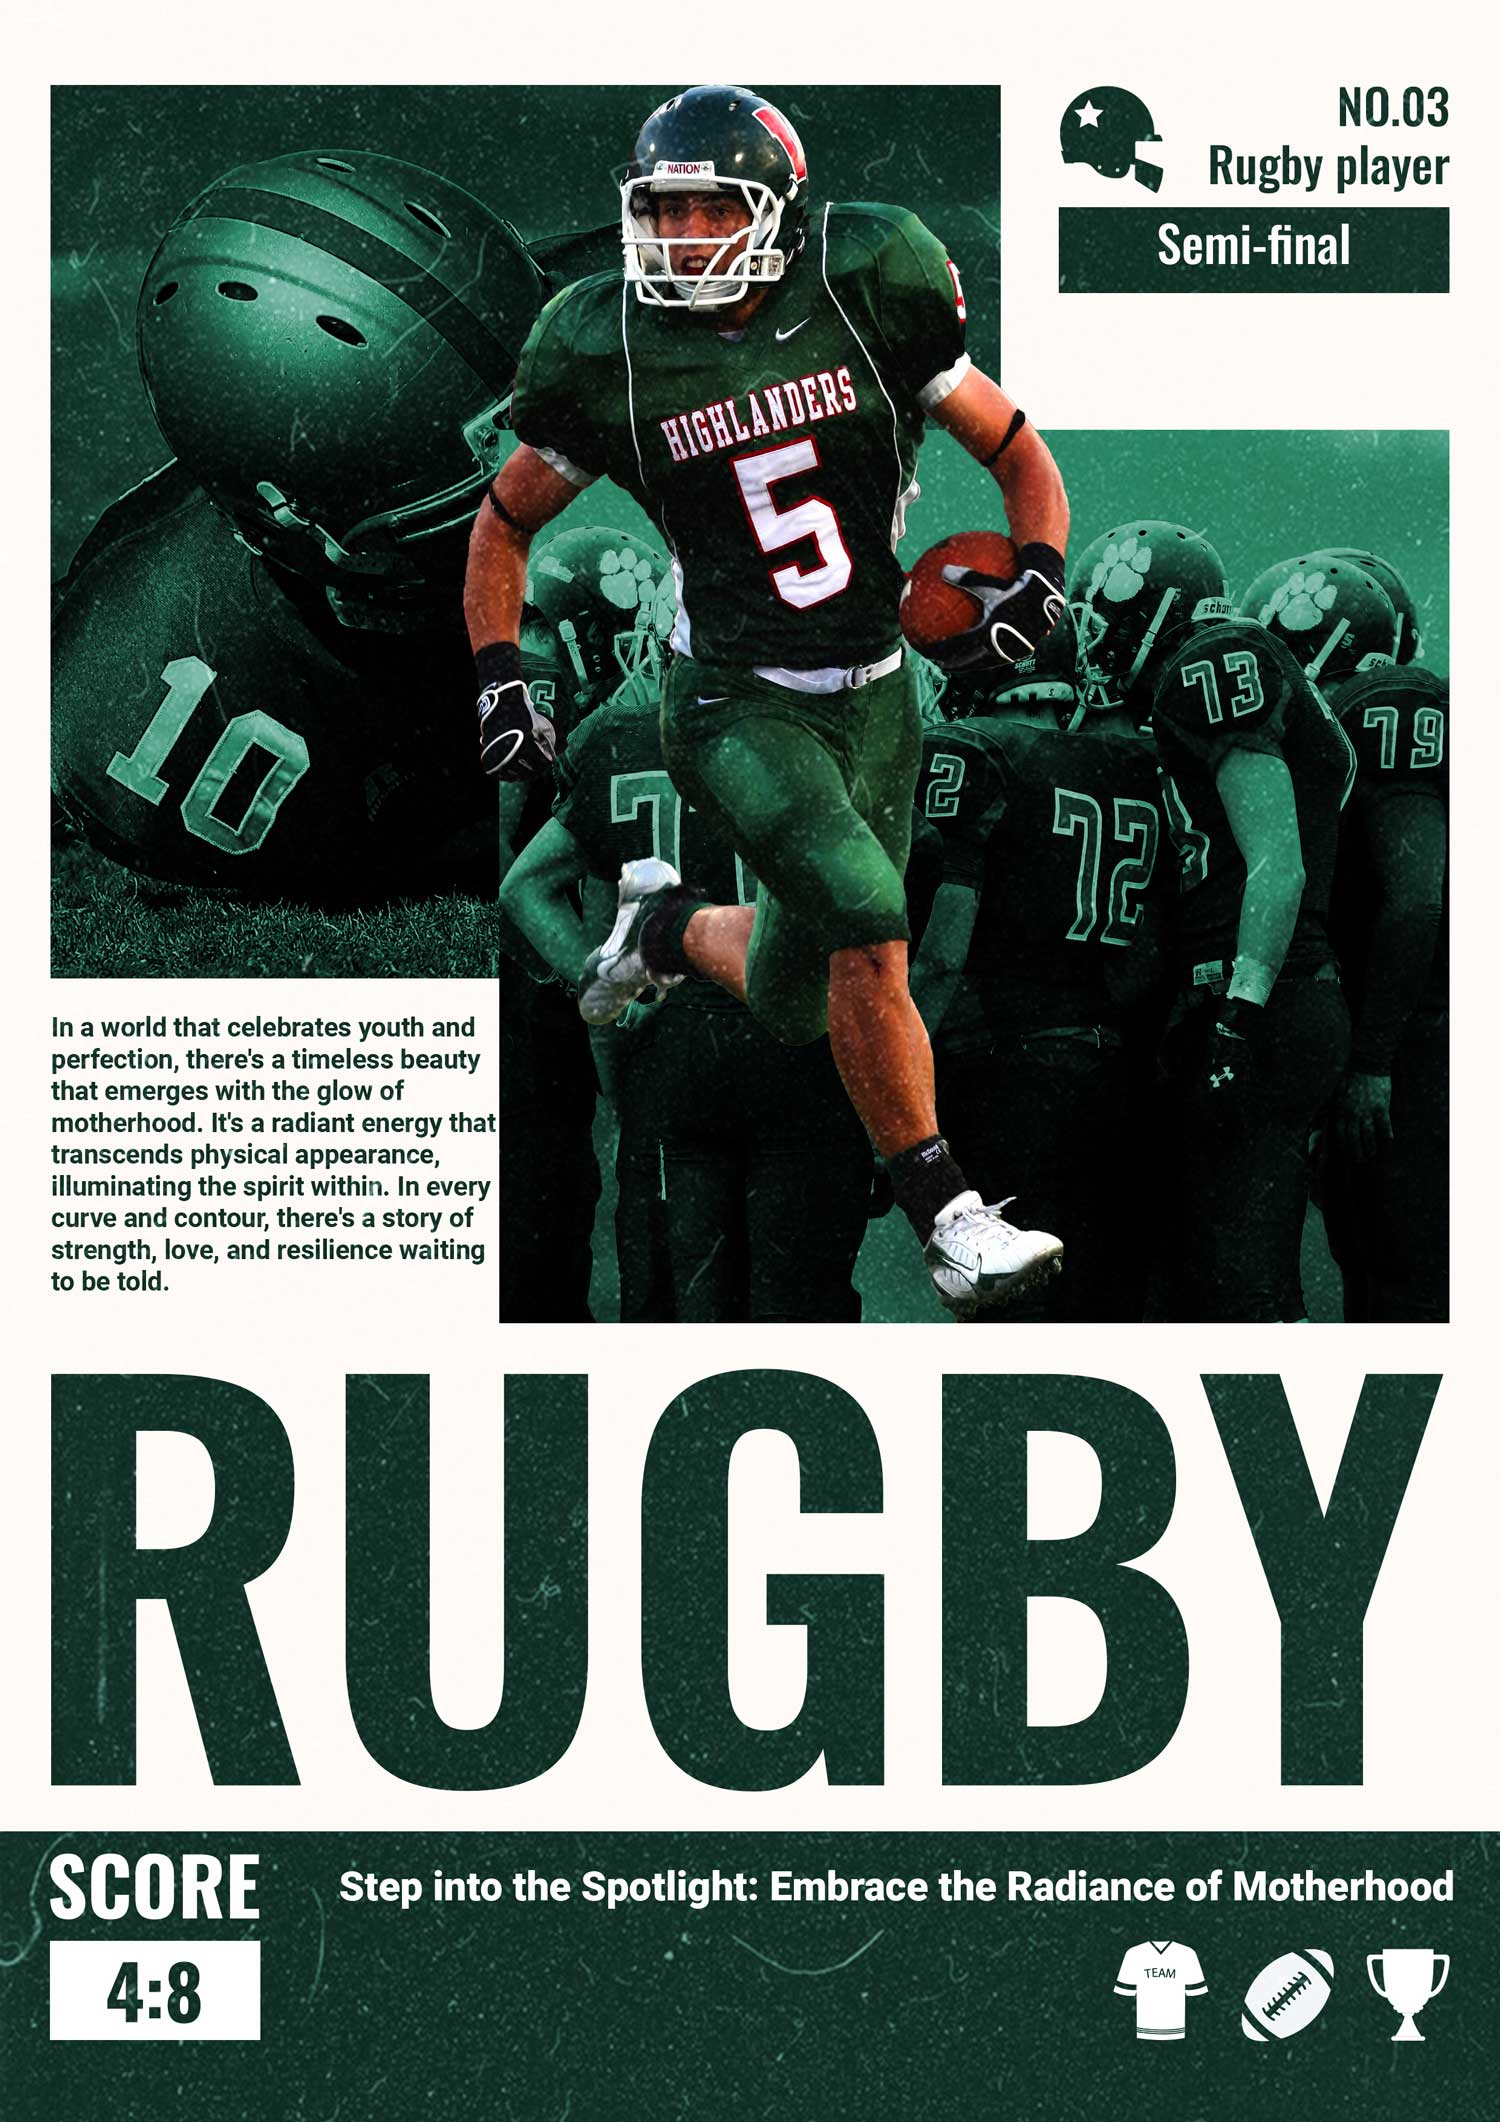 NO.03
Rugby player
Semi-final
NATION
HIGHLANDERS
5
5
10
73
79
2
72
7
In a world that celebrates youth and
perfection, there's a timeless beauty
that emerges with the glow of
motherhood. It's a radiant energy that
transcends physical appearance,
illuminating the spirit within. In every
curve and contour, there's a story of
strength, love, and resilience waiting
to be told.
RUGBY
SCORE
4:8
Step into the Spotlight: Embrace the Radiance of Motherhood
TEAM